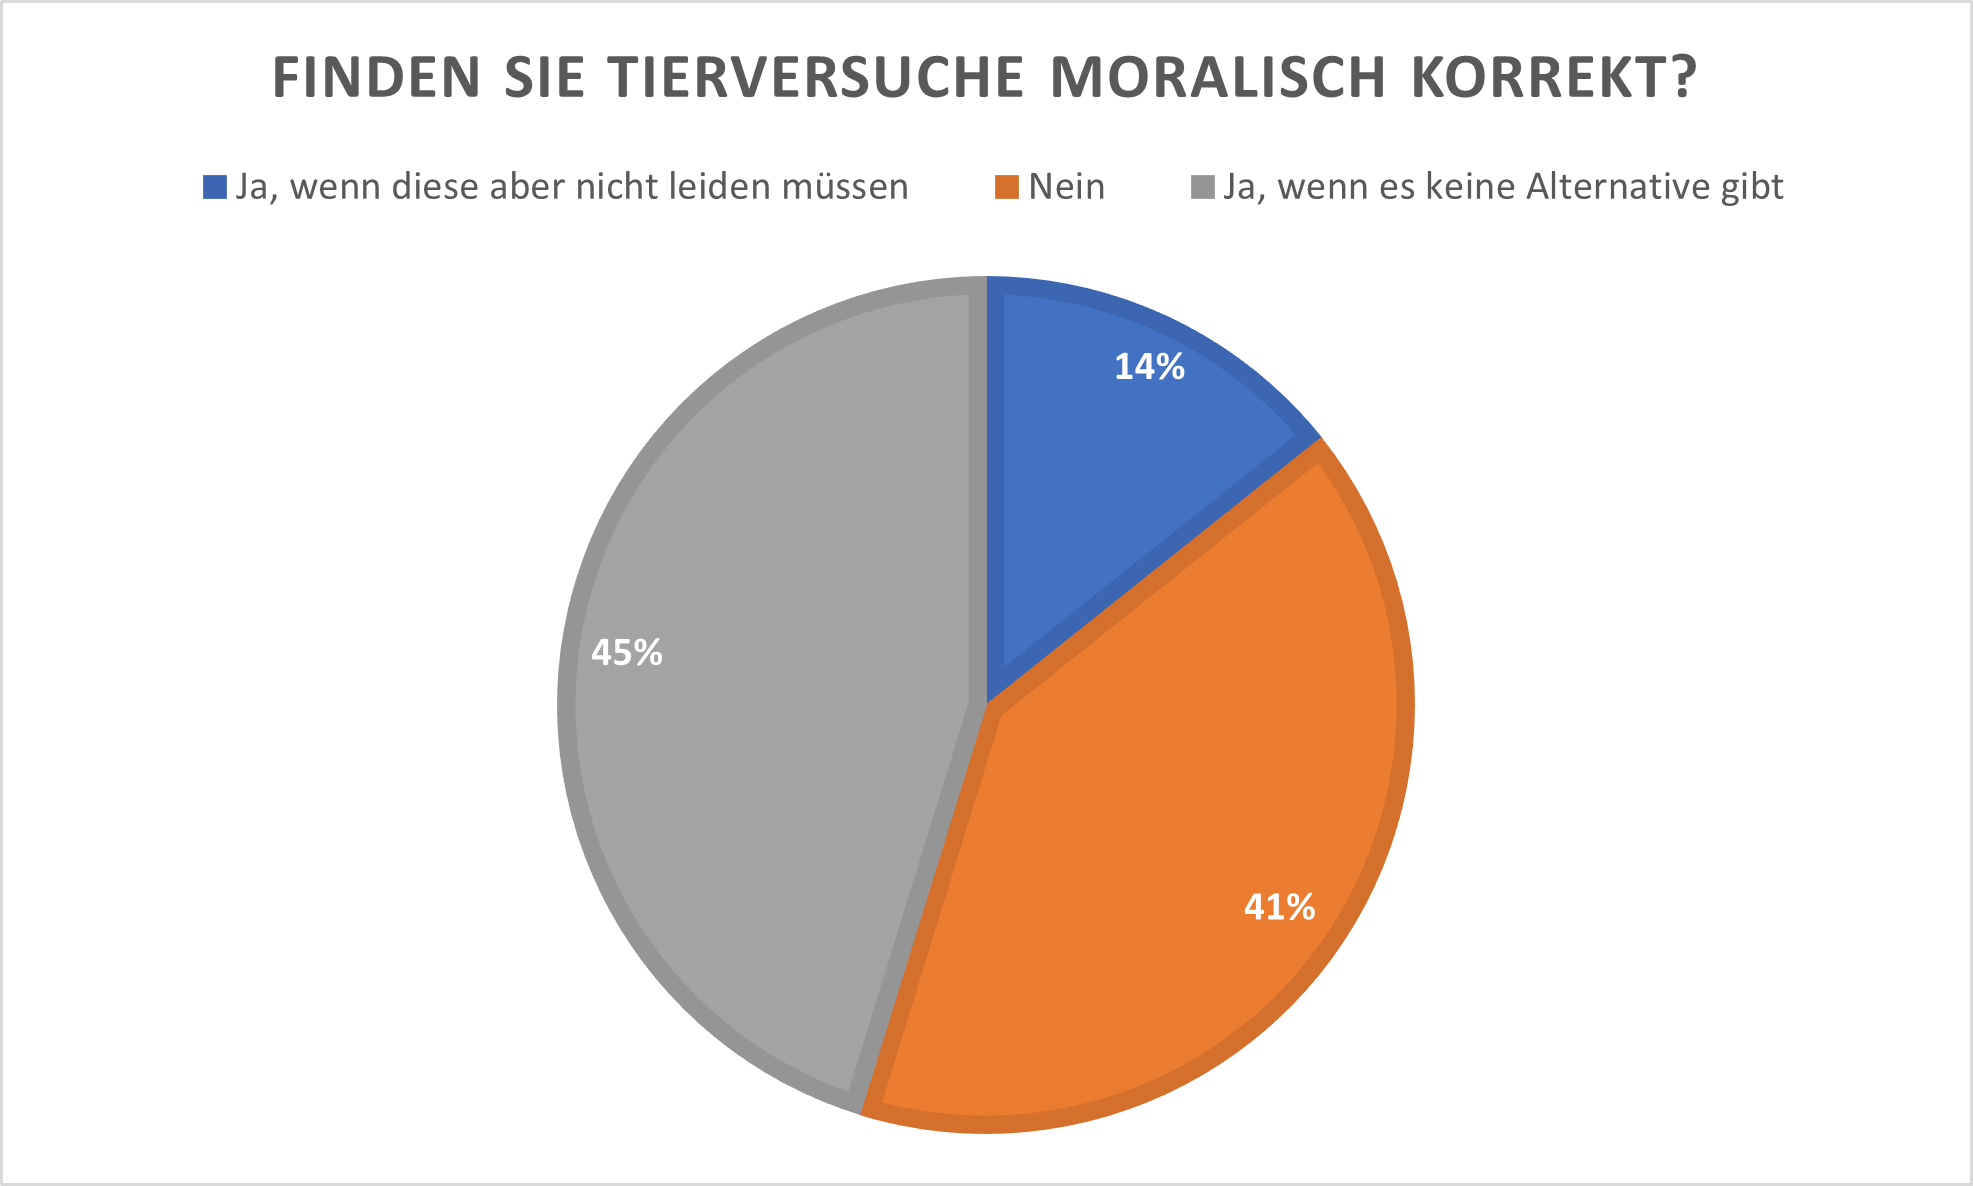 FINDEN SIE TIERVERSUCHE MORALISCH KORREKT?
Ja, wenn diese aber nicht leiden müssen Nein Ja, wenn es keine Alternative gibt
14%
45%
41%